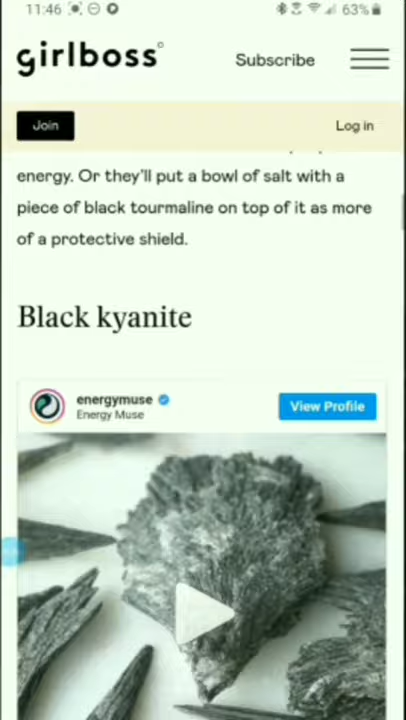 11:46
63%
girlboss
Subscribe
Join
Log in
energy. Or they'll put a bowl of salt with a
piece of black tourmaline on top of it as more
of a protective shield.
Black kyanite
energymuse
Energy Muse
View Profile